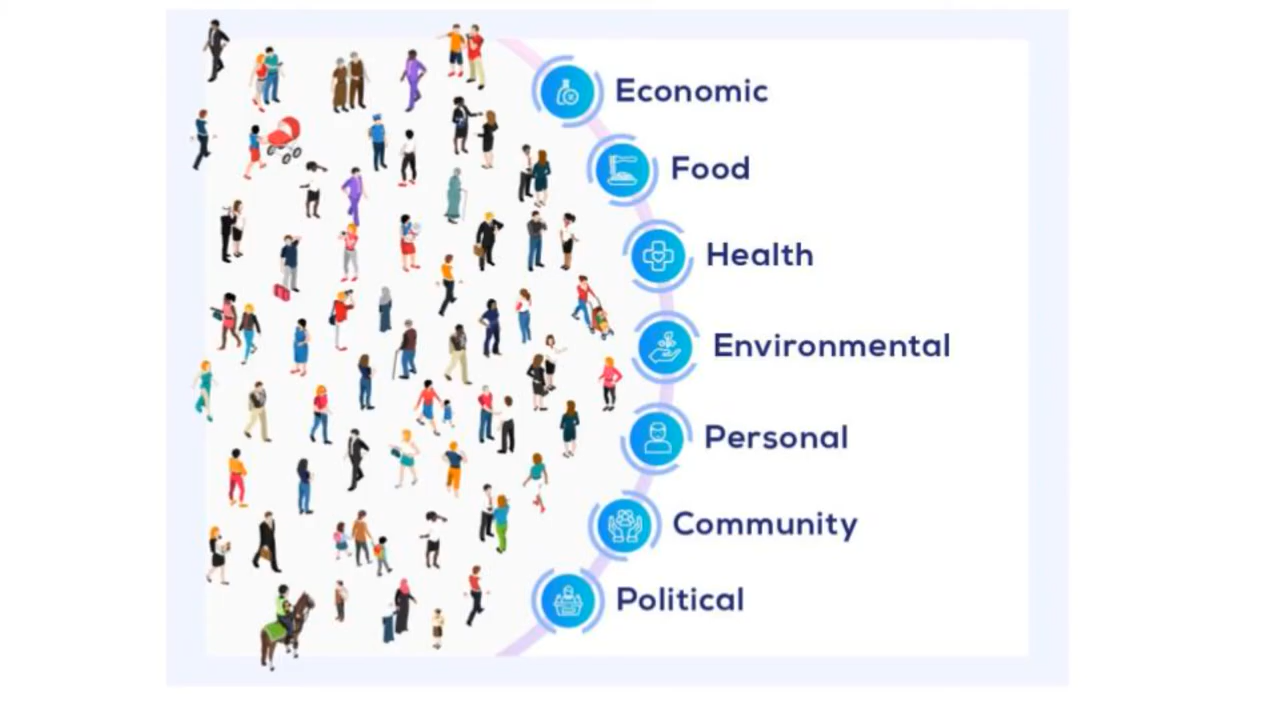 Economic
Food
Health
Environmental
Personal
Community
Political